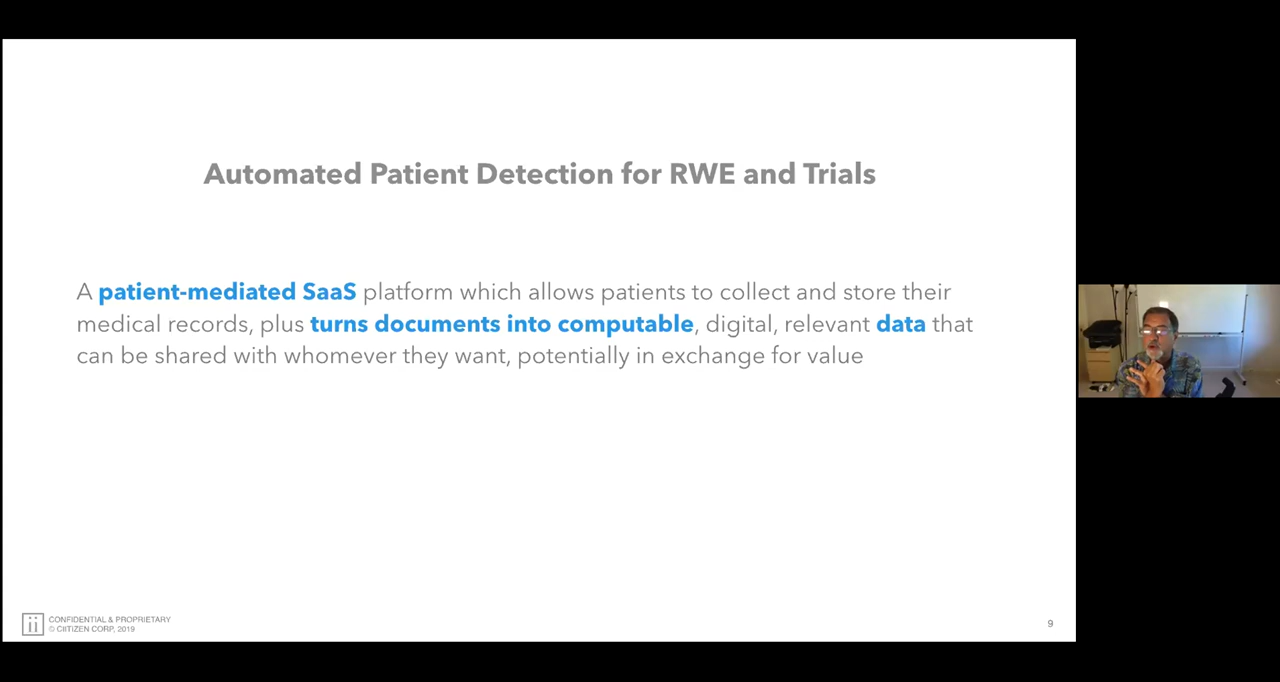 Automated Patient Detection for RWE and Trials
A patient-mediated SaaS platform which allows patients to collect and store their
medical records, plus turns documents into computable, digital, relevant data that
can be shared with whomever they want, potentially in exchange for value
ii
CONFIDENTIAL & PROPRIETARY
© CIITIZEN CORP, 2019
9